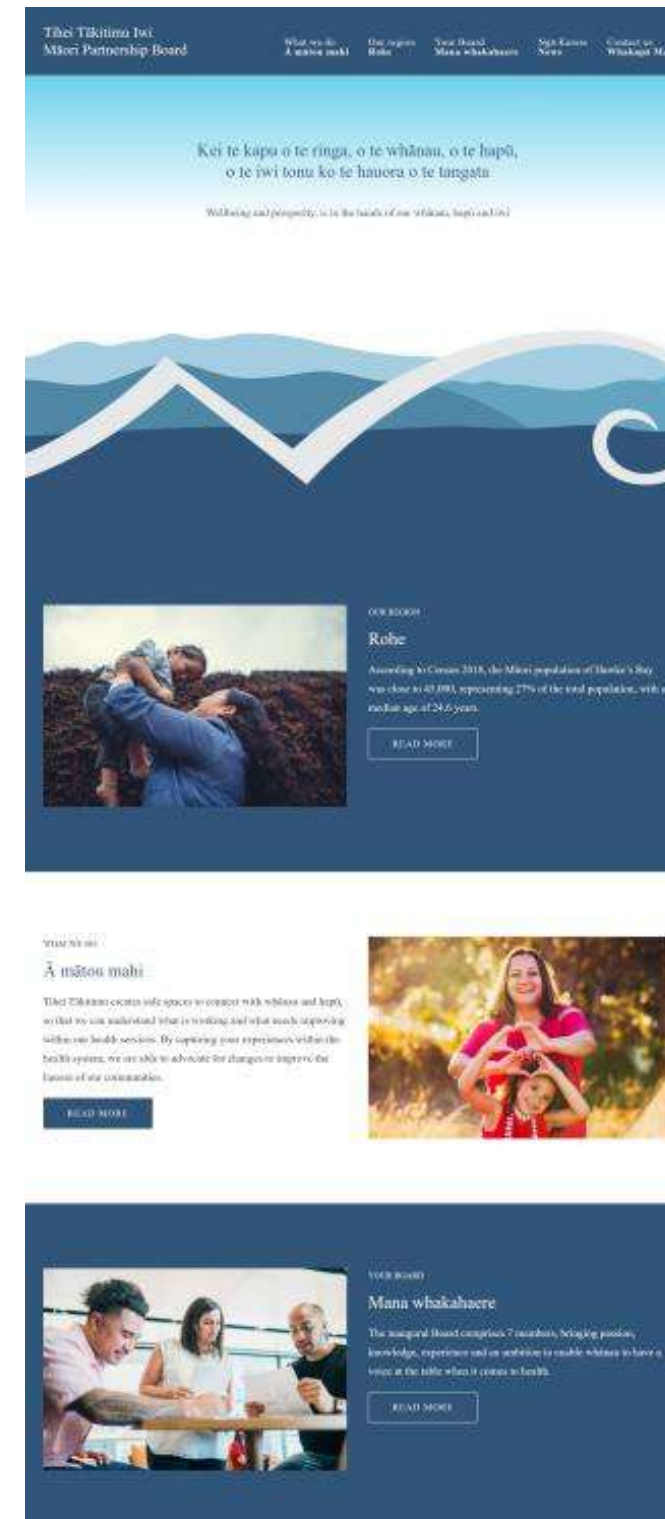 Tihei Tākitimu Iwi
Māori Partnership Board
What we do
Ā mātou mahi
Our region
Rohe
Your Board
Mana whakahaere
Ngā Karere
News
Contact us
Whakapā
Kei te kapu o te ringa, o te whānau, o te hapū,
o te iwi tonu ko te hauora o te tangata
Wellbeing and prosperity, is in the hands of our whānau, hapū and iwi
OUR REGION
Rohe
According to Census 2018, the Māori population of Hawke's Bay
was close to 45,000, representing 27% of the total population, with
median age of 24.6 years.
READ MORE
WHAT WE DO
Ā mātou mahi
Tihei Tākitimu creates safe spaces to connect with whānau and hapū,
so that we can understand what is working and what needs improving
within our health services. By capturing your experiences within the
health system, we are able to advocate for changes to improve the
hauora of our communities.
READ MORE
YOUR BOARD
Mana whakahaere
The inaugural Board comprises 7 members, bringing passion,
knowledge, experience and an ambition to enable whānau to have a
voice at the table when it comes to health.
READ MORE